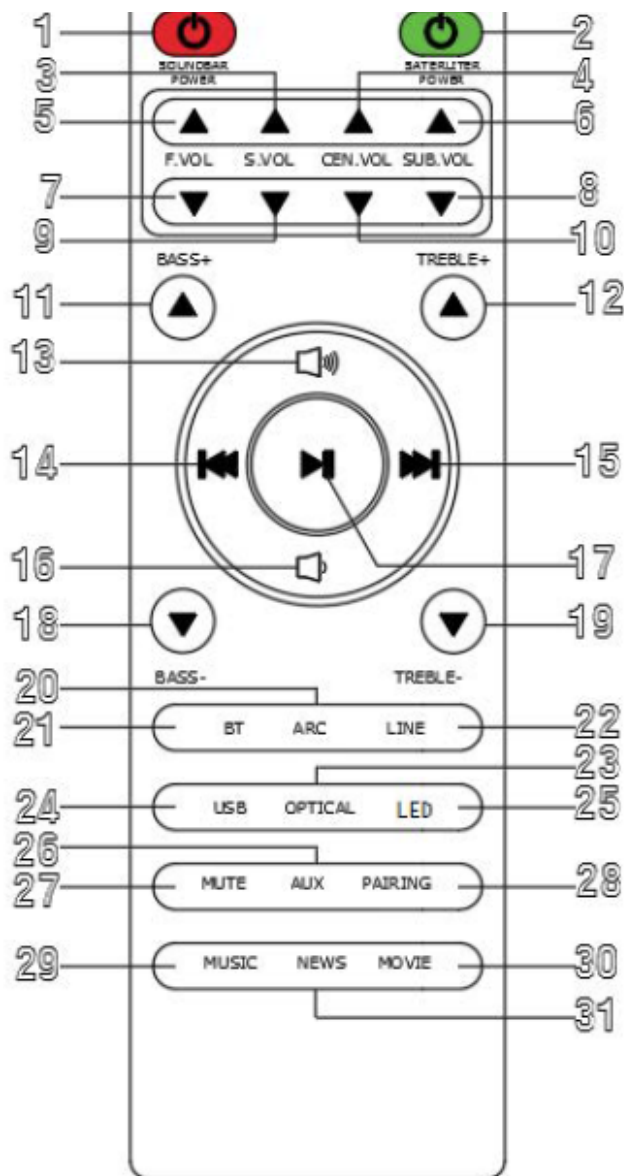 1 2
SOUNDBAR SATERLITER
POWER POWER
3 4
5 6
F.VOL S.VOL CEN.VOL SUB.VOL
7 8
9 10
BASS+ TREBLE+
11 12
13
14 15
16 17
18 19
BASS- TREBLE-
20
21 BT ARC LINE 22
23
24 USB OPTICAL LED 25
26
27 MUTE AUX PAIRING 28
29 MUSIC NEWS MOVIE 30
31